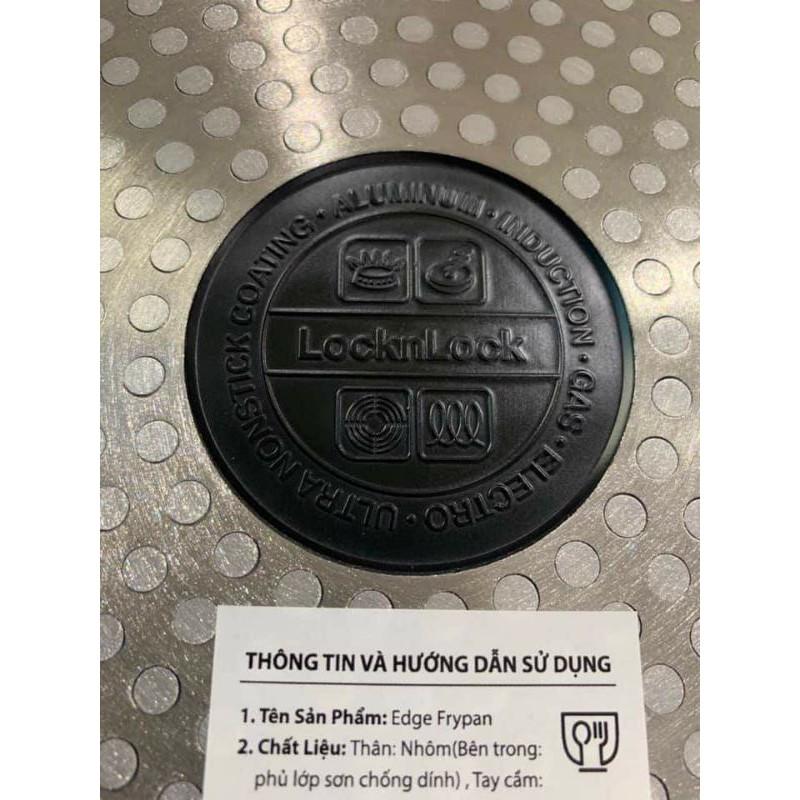 ALUMINUM · INDUCTION · GAS · ELECTRO · ULTRA NONSTICK COATING ·
LocknLock
THÔNG TIN VÀ HƯỚNG DẪN SỬ DỤNG
1. Tên Sản Phẩm: Edge Frypan
2. Chất Liệu: Thân: Nhôm(Bên trong:
phủ lớp sơn chống dính) , Tay cầm: